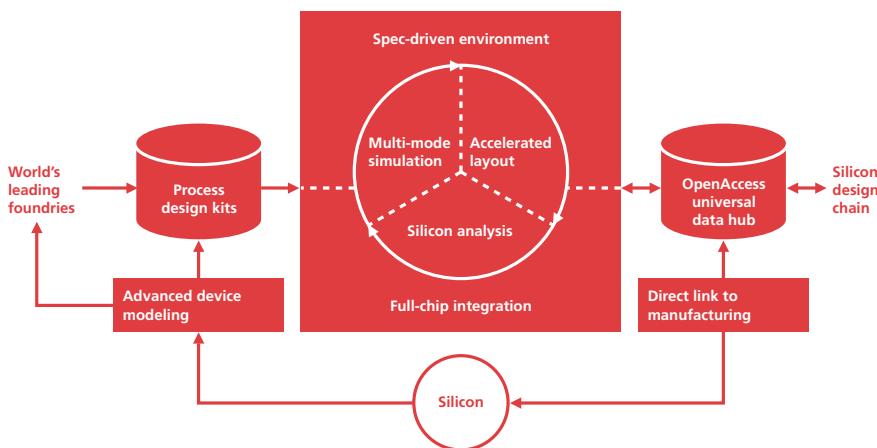 Spec-driven environment
Multi-mode
simulation
Accelerated
layout
Silicon analysis
Full-chip integration
World's
leading
foundries
Process
design kits
OpenAccess
universal
data hub
Silicon
design
chain
Advanced device
modeling
Direct link to
manufacturing
Silicon